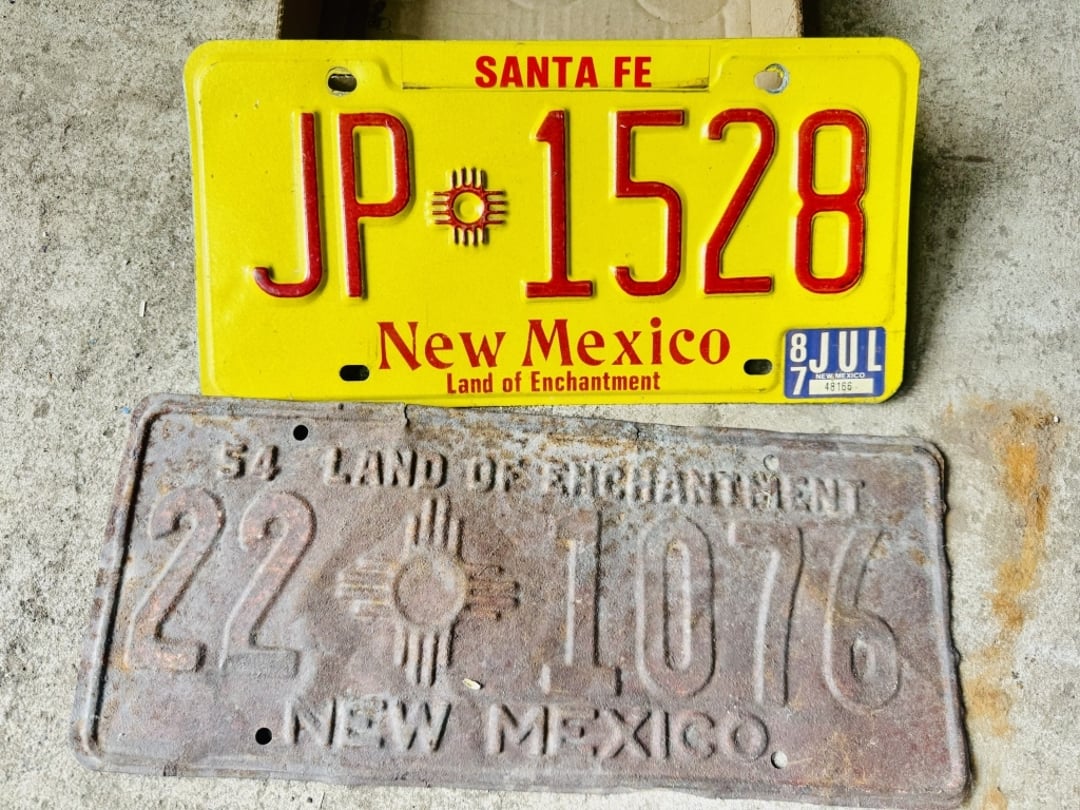 SANTA FE
JP 1528
New Mexico
Land of Enchantment
87 JUL
NEW MEXICO
48166
54 LAND OF ENCHANTMENT
22 1076
NEW MEXICO